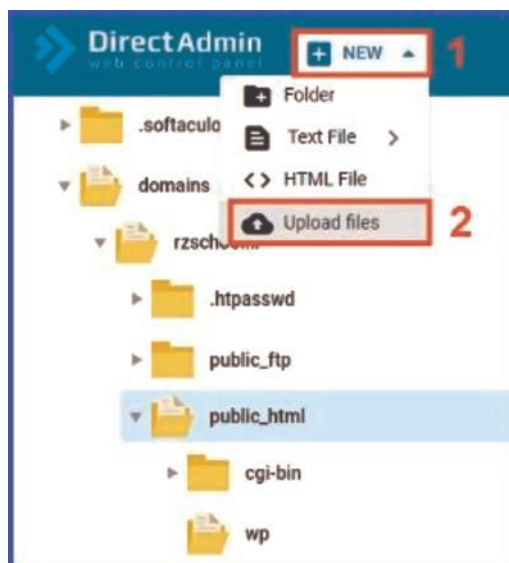 DirectAdmin
web control panel
NEW
1
Folder
.softaculo
Text File
domains
HTML File
Upload files
2
.htpasswd
public_ftp
public_html
cgi-bin
wp